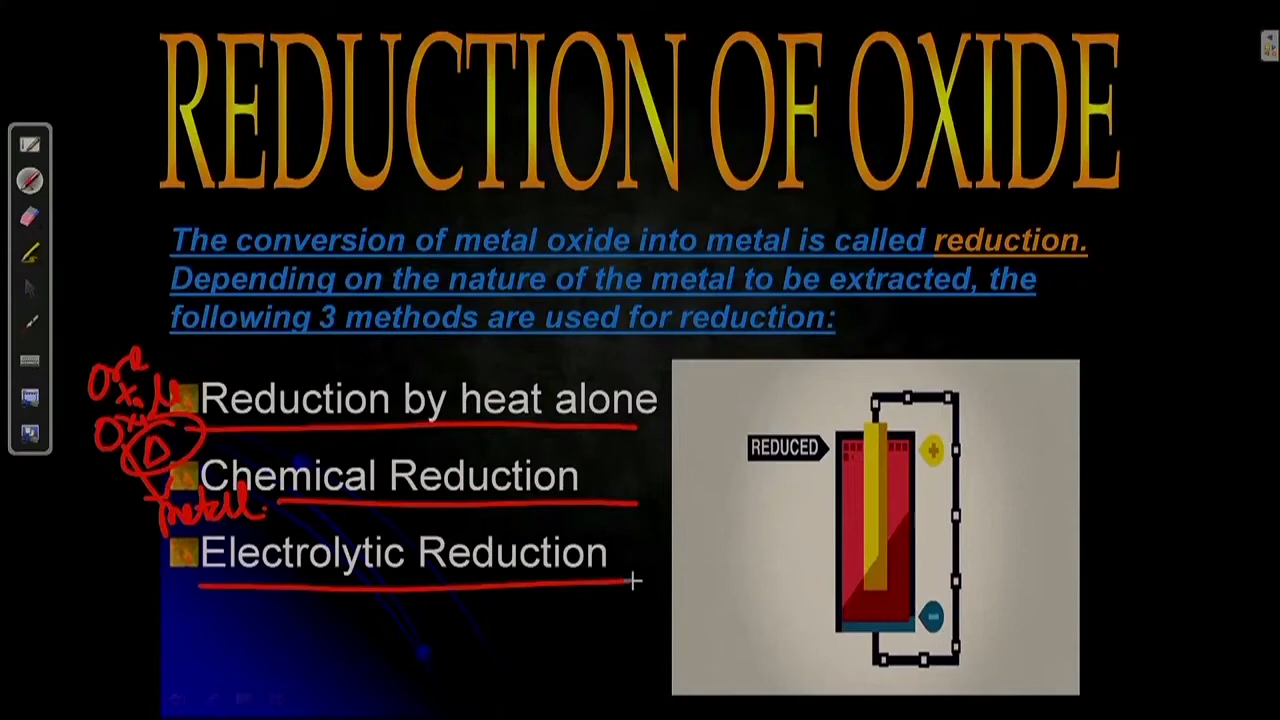 REDUCTION OF OXIDE
The conversion of metal oxide into metal is called reduction.
Depending on the nature of the metal to be extracted, the
following 3 methods are used for reduction:
Ore
Reduction by heat alone
Δ
Chemical Reduction
metal.
Electrolytic Reduction
REDUCED
+
-